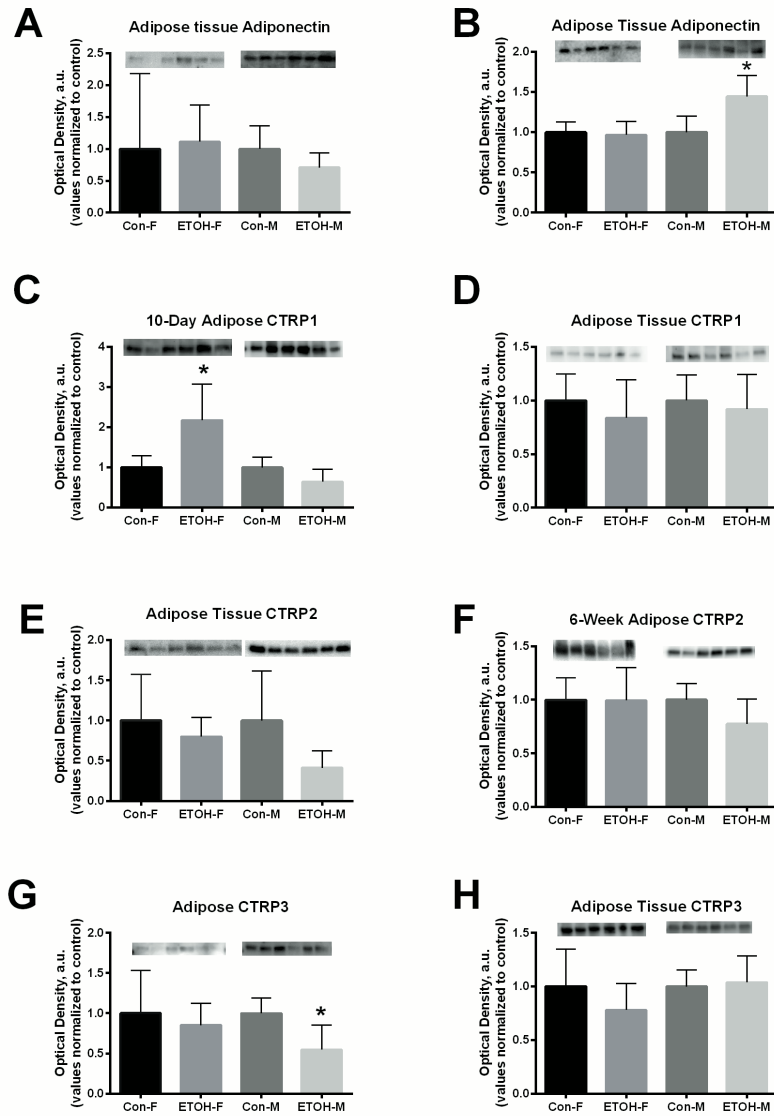 A
Adipose tissue Adiponectin
Optical Density, a.u.
(values normalized to control)
2.5
2.0
1.5
1.0
0.5
0.0
Con-F ETOH-F Con-M ETOH-M
B
Adipose Tissue Adiponectin
Optical Density, a.u.
(values normalized to control)
2.0
1.5
1.0
0.5
0.0
*
Con-F ETOH-F Con-M ETOH-M
C
10-Day Adipose CTRP1
Optical Density, a.u.
(values normalized to control)
4
3
2
1
0
*
Con-F ETOH-F Con-M ETOH-M
D
Adipose Tissue CTRP1
Optical Density, a.u.
(values normalized to control)
1.5
1.0
0.5
0.0
Con-F ETOH-F Con-M ETOH-M
E
Adipose Tissue CTRP2
Optical Density, a.u.
(values normalized to control)
2.0
1.5
1.0
0.5
0.0
Con-F ETOH-F Con-M ETOH-M
F
6-Week Adipose CTRP2
Optical Density, a.u.
(values normalized to control)
1.5
1.0
0.5
0.0
Con-F ETOH-F Con-M ETOH-M
G
Adipose CTRP3
Optical Density, a.u.
(values normalized to control)
2.0
1.5
1.0
0.5
0.0
*
Con-F ETOH-F Con-M ETOH-M
H
Adipose Tissue CTRP3
Optical Density, a.u.
(values normalized to control)
1.5
1.0
0.5
0.0
Con-F ETOH-F Con-M ETOH-M